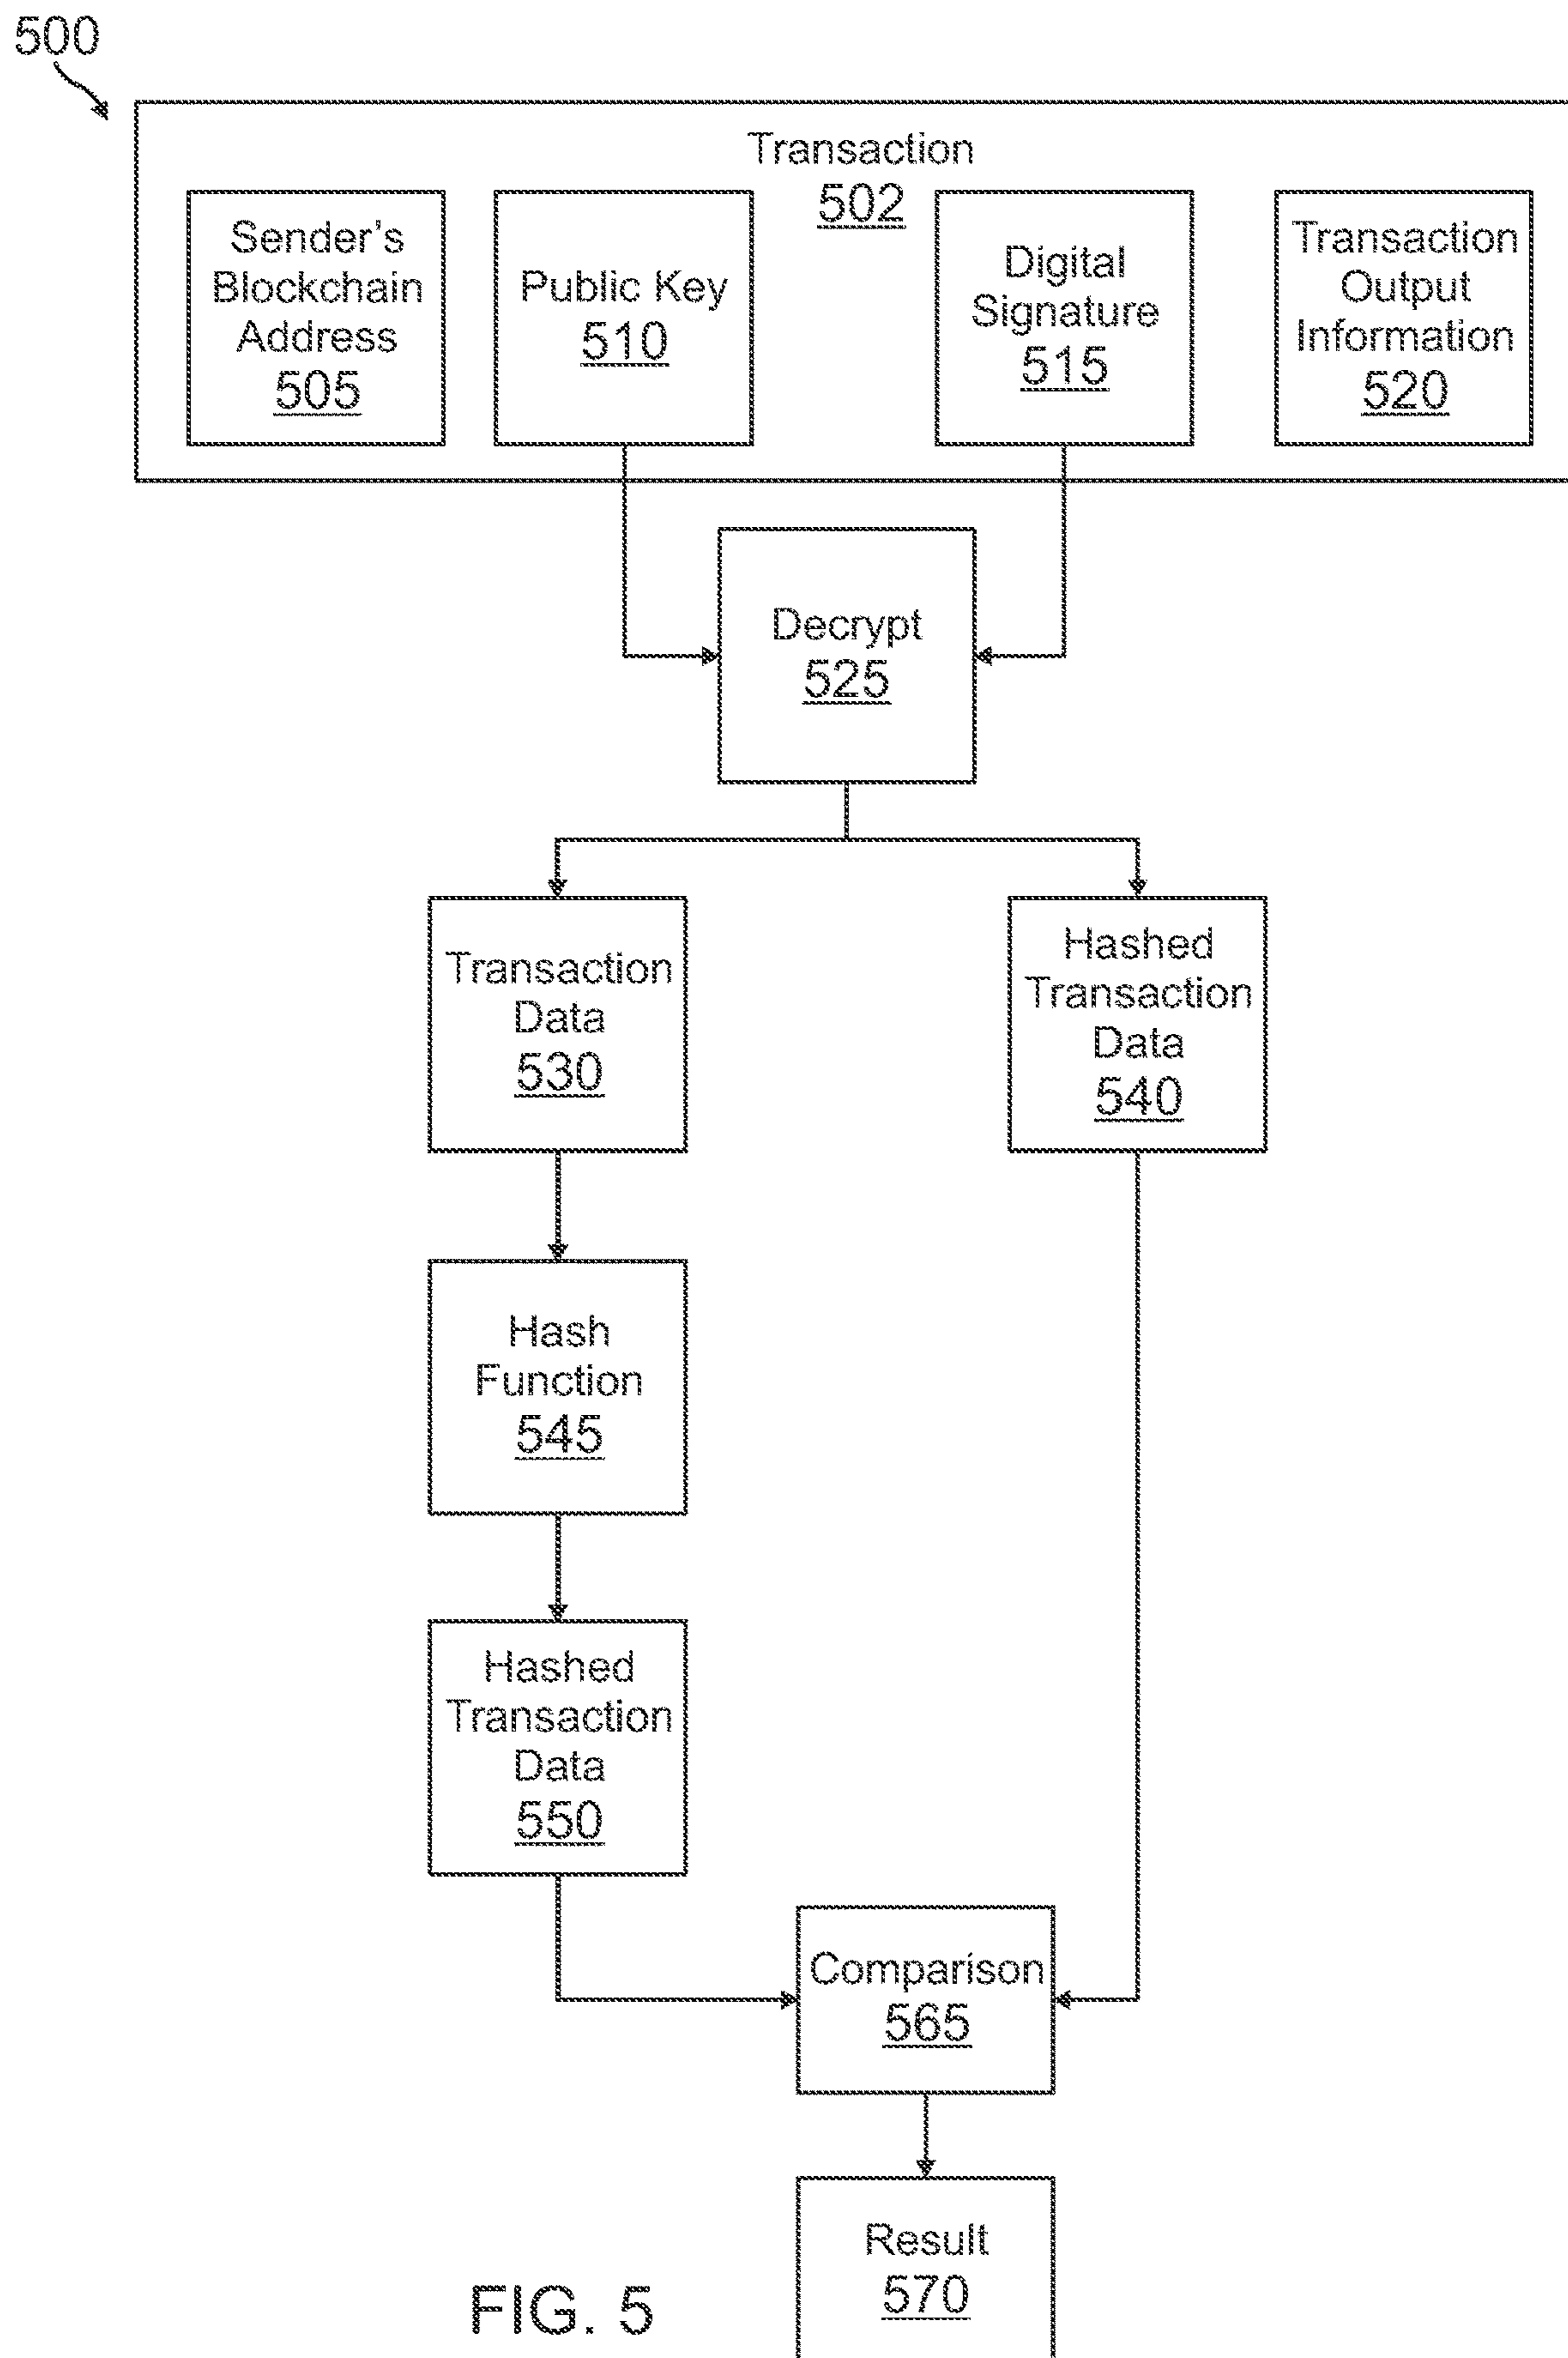 500
Transaction
502
Sender's
Blockchain
Address
505
Public Key
510
Digital
Signature
515
Transaction
Output
Information
520
Decrypt
525
Transaction
Data
530
Hashed
Transaction
Data
540
Hash
Function
545
Hashed
Transaction
Data
550
Comparison
565
Result
570
FIG. 5